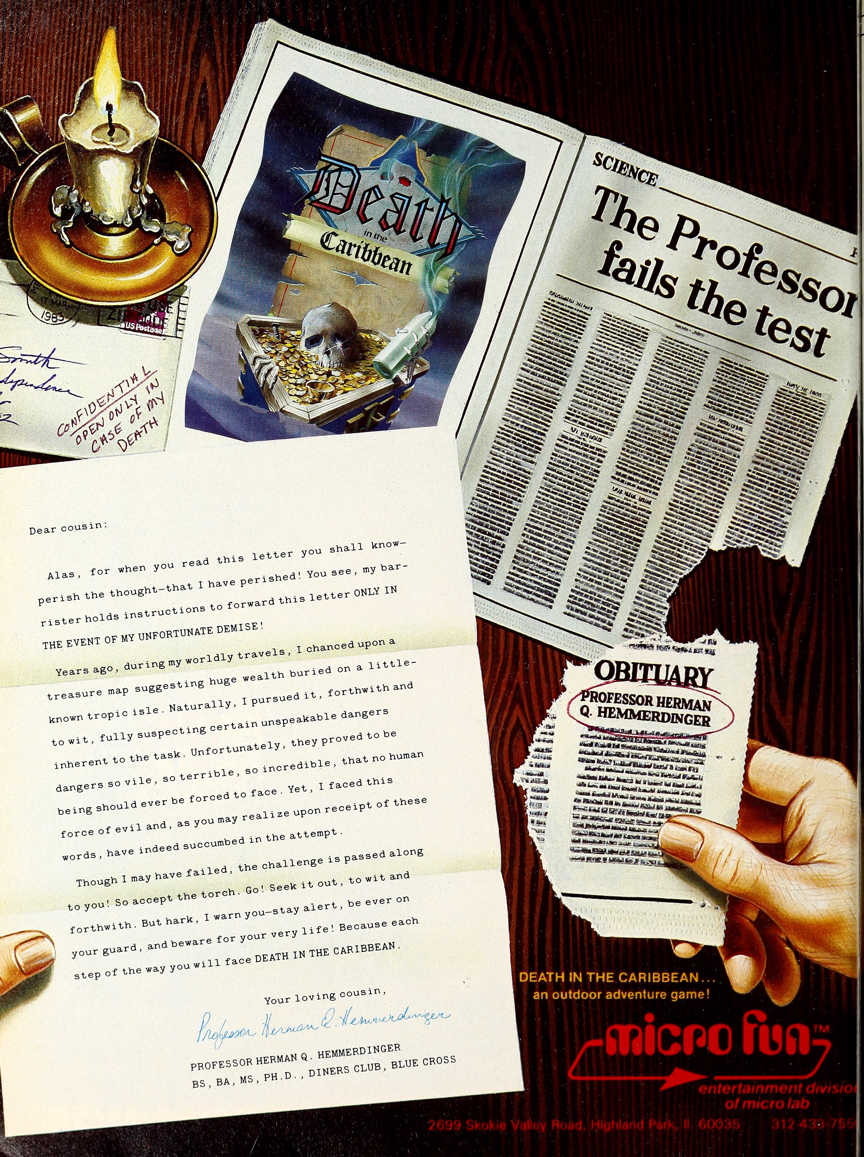 17 MAR
1983
US Postage
Smith
CONFIDENTIAL
OPEN ONLY IN
CASE OF MY
DEATH
Death
in the
Caribbean
SCIENCE
The Professor
fails the test
Dear cousin:
Alas, for when you read this letter you shall know—
perish the thought—that I have perished! You see, my bar-
rister holds instructions to forward this letter ONLY IN
THE EVENT OF MY UNFORTUNATE DEMISE!
Years ago, during my worldly travels, I chanced upon a
treasure map suggesting huge wealth buried on a little-
known tropic isle. Naturally, I pursued it, forthwith and
to wit, fully suspecting certain unspeakable dangers
inherent to the task. Unfortunately, they proved to be
dangers so vile, so terrible, so incredible, that no human
being should ever be forced to face. Yet, I faced this
force of evil and, as you may realize upon receipt of these
words, have indeed succumbed in the attempt.
Though I may have failed, the challenge is passed along
to you! So accept the torch. Go! Seek it out, to wit and
forthwith. But hark, I warn you—stay alert, be ever on
your guard, and beware for your very life! Because each
step of the way you will face DEATH IN THE CARIBBEAN.
Your loving cousin,
Professor Herman Q. Hemmerdinger
PROFESSOR HERMAN Q. HEMMERDINGER
BS, BA, MS, PH.D., DINERS CLUB, BLUE CROSS
OBITUARY
PROFESSOR HERMAN
Q. HEMMERDINGER
DEATH IN THE CARIBBEAN...
an outdoor adventure game!
micro fun™
entertainment division
of micro lab
2699 Skokie Valley Road, Highland Park, Il. 60035 312-433-755